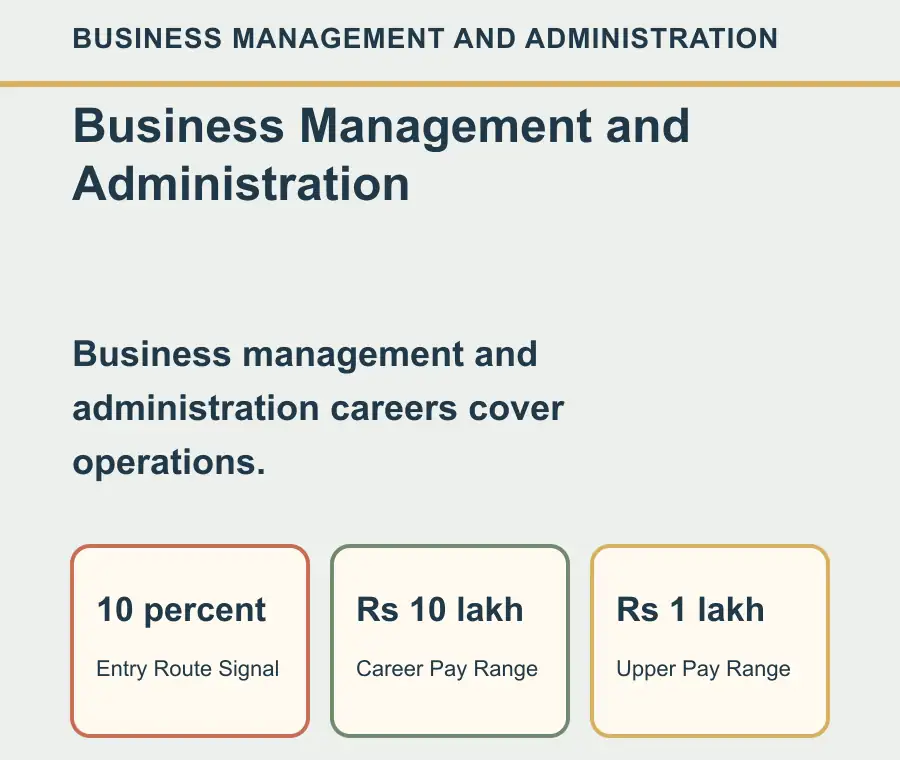 BUSINESS MANAGEMENT AND ADMINISTRATION
Business Management and
Administration
Business management and
administration careers cover
operations.
10 percent
Entry Route Signal
Rs 10 lakh
Career Pay Range
Rs 1 lakh
Upper Pay Range